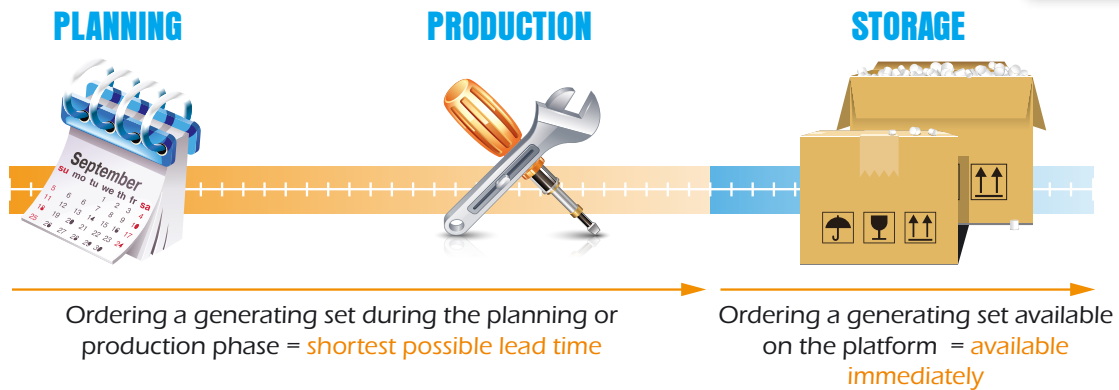 PLANNING
PRODUCTION
STORAGE
September
su mo tu we th fr sa
Ordering a generating set during the planning or
production phase = shortest possible lead time
Ordering a generating set available
on the platform = available
immediately